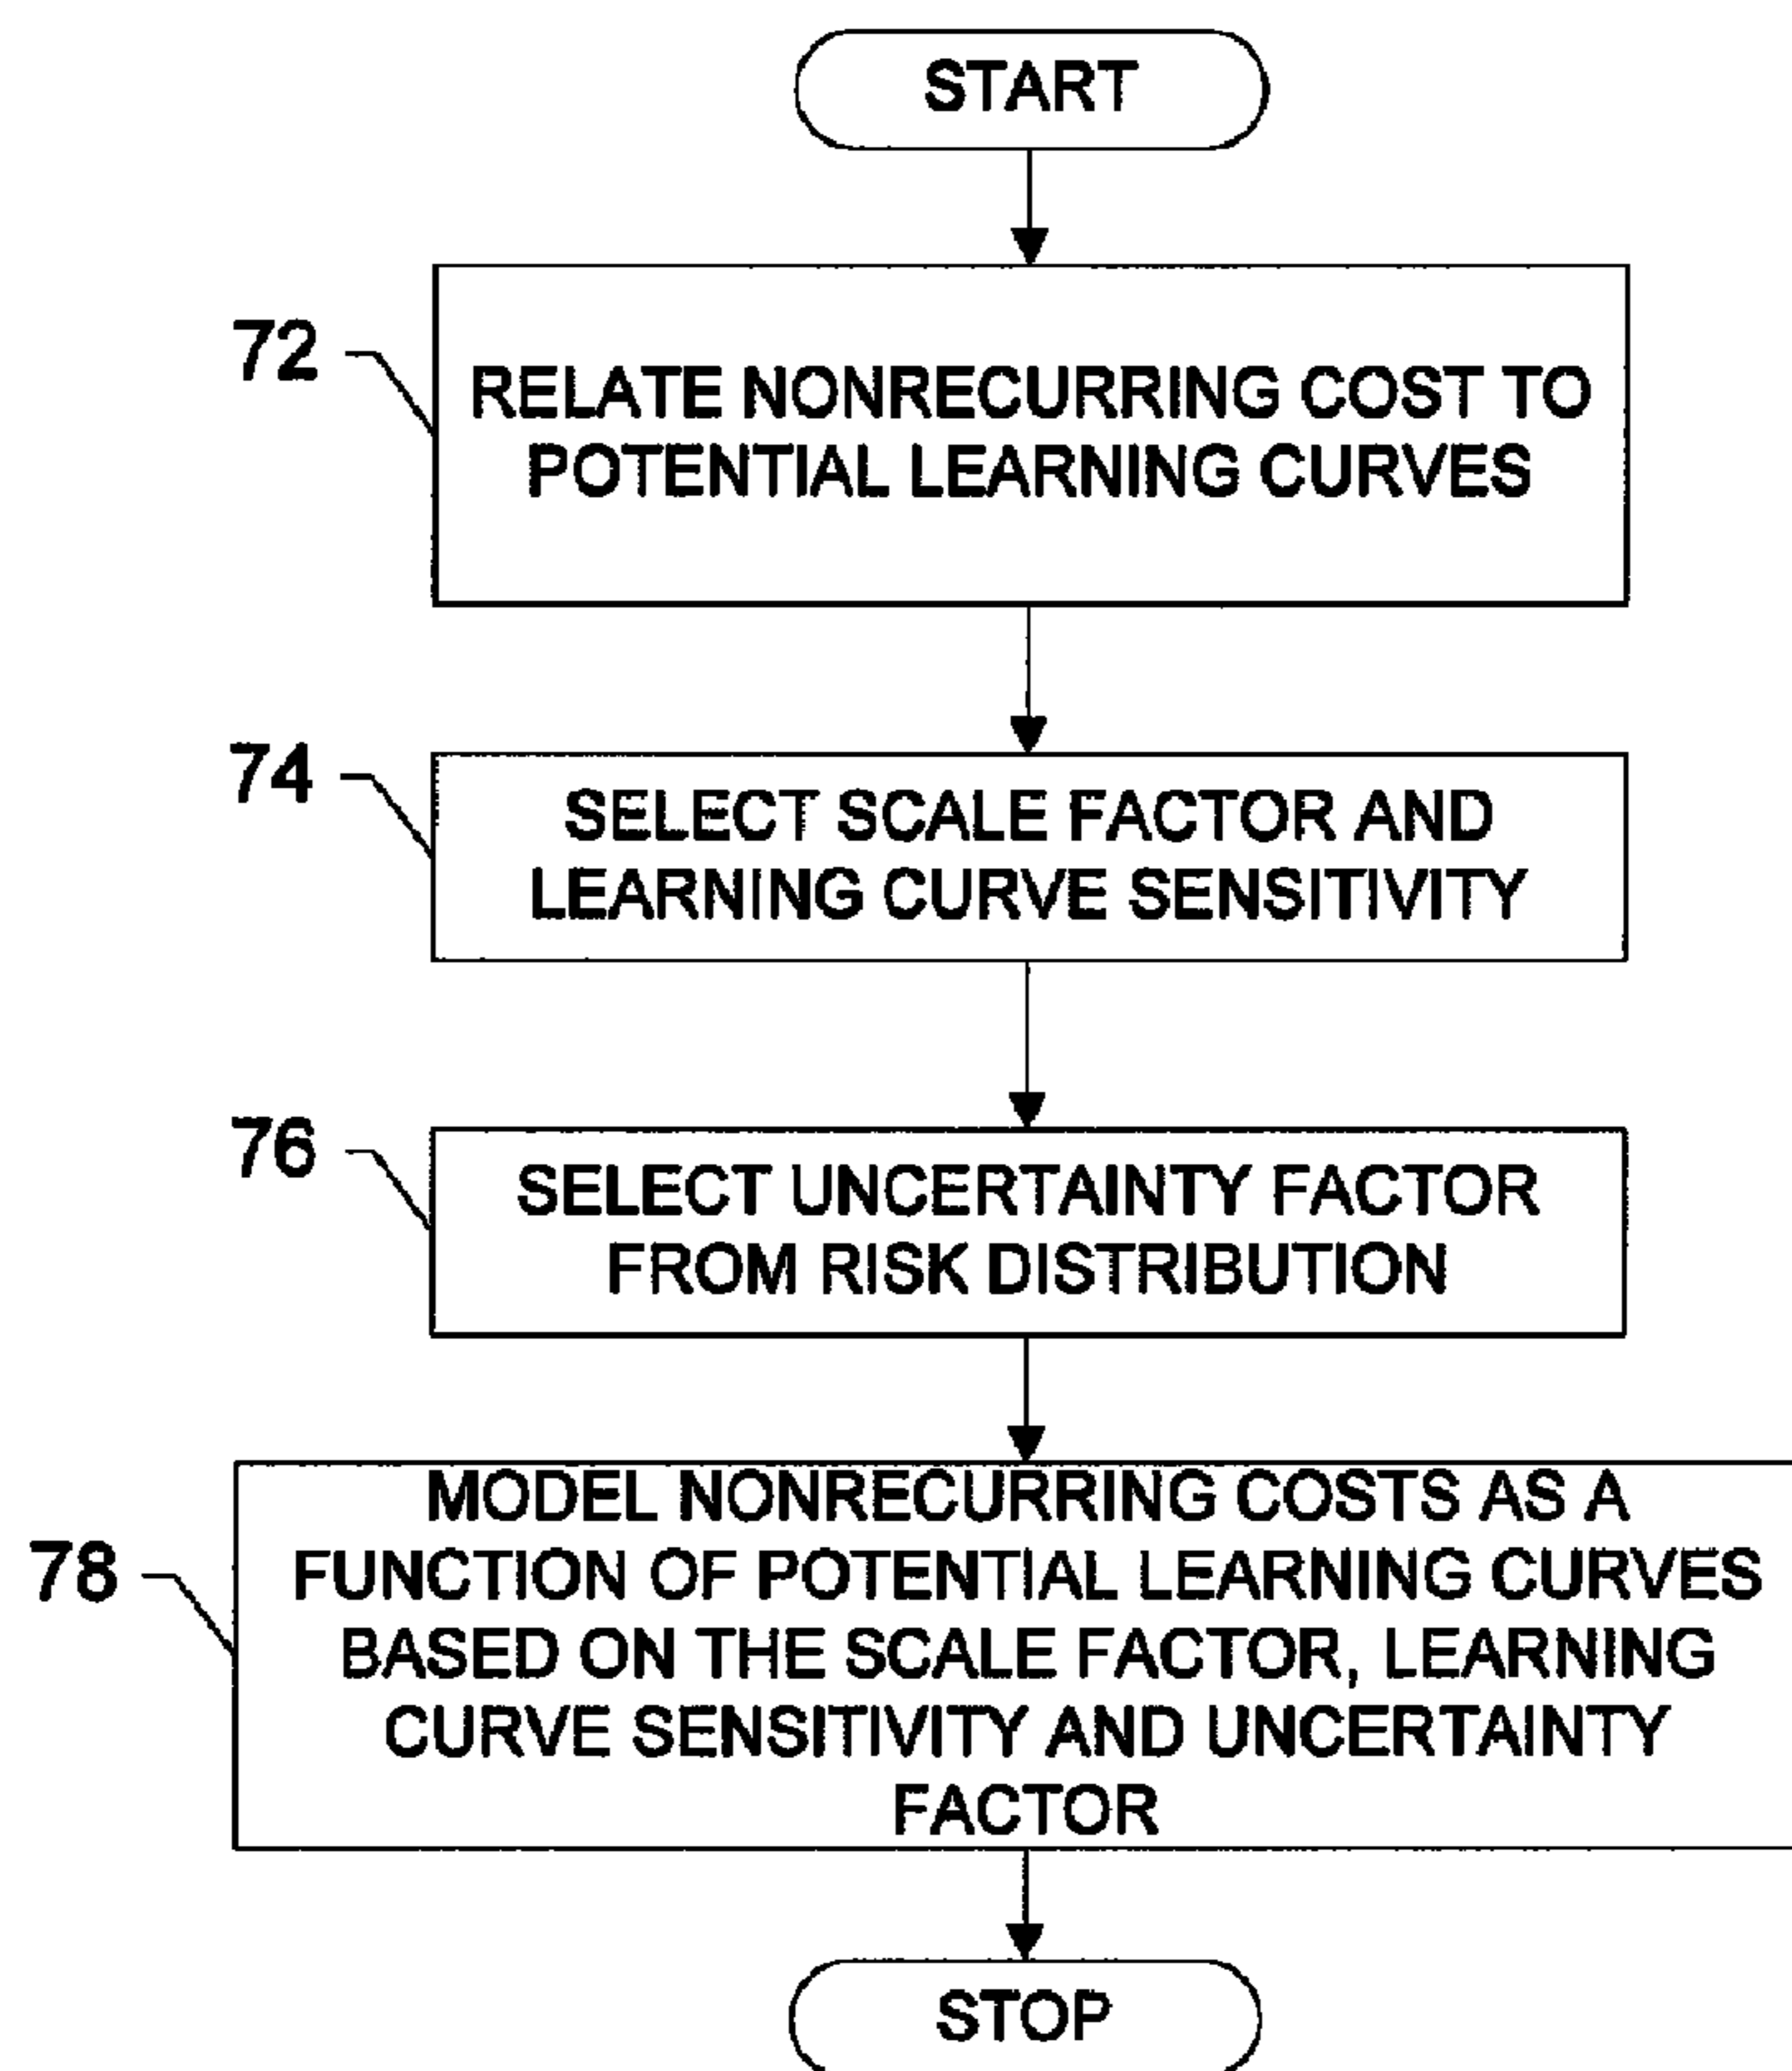 START
72
RELATE NONRECURRING COST TO
POTENTIAL LEARNING CURVES
74
SELECT SCALE FACTOR AND
LEARNING CURVE SENSITIVITY
76
SELECT UNCERTAINTY FACTOR
FROM RISK DISTRIBUTION
78
MODEL NONRECURRING COSTS AS A
FUNCTION OF POTENTIAL LEARNING CURVES
BASED ON THE SCALE FACTOR, LEARNING
CURVE SENSITIVITY AND UNCERTAINTY
FACTOR
STOP